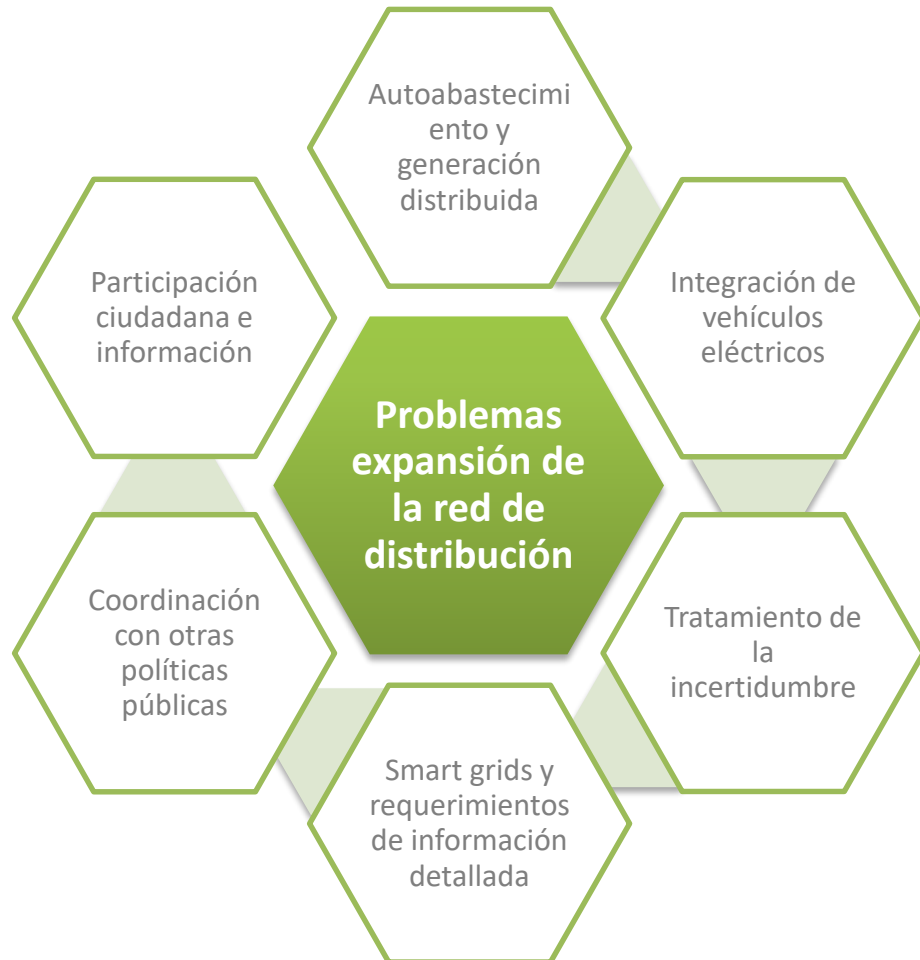 Autoabastecimi
ento y
generación
distribuida
Participación
ciudadana e
información
Integración de
vehículos
eléctricos
Problemas
expansión de
la red de
distribución
Coordinación
con otras
políticas
públicas
Tratamiento de
la
incertidumbre
Smart grids y
requerimientos
de información
detallada